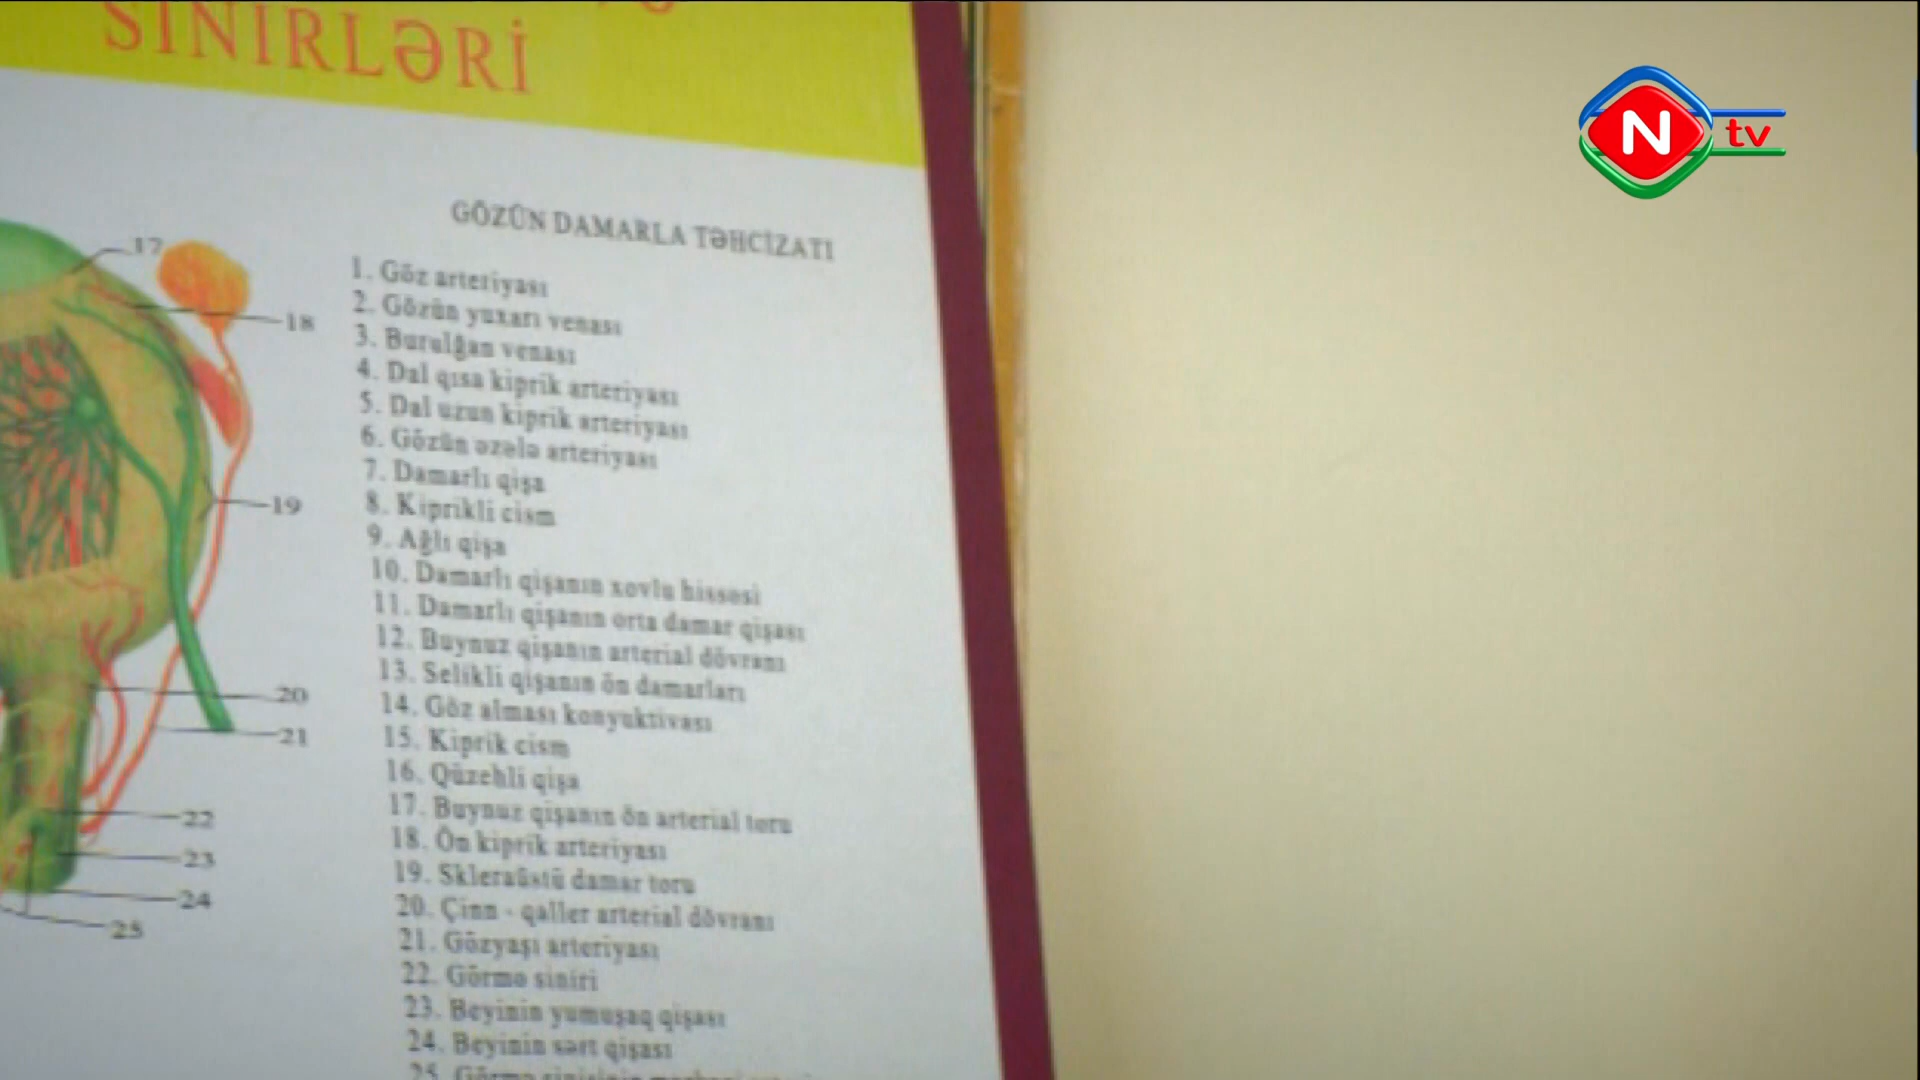 SİNİRLƏRİ
N tv
GÖZÜN DAMARLA TƏHCİZATI
1. Göz arteriyası
2. Gözün yuxarı venası
3. Burulğan venası
4. Dal qısa kiprik arteriyası
5. Dal uzun kiprik arteriyası
6. Gözün əzələ arteriyası
7. Damarlı qişa
8. Kiprikli cism
9. Ağlı qişa
10. Damarlı qişanın xovlu hissəsi
11. Damarlı qişanın orta damar qişası
12. Buynuz qişanın arterial dövranı
13. Selikli qişanın ön damarları
14. Göz alması konyuktivası
15. Kiprik cism
16. Qüzehli qişa
17. Buynuz qişanın ön arterial toru
18. Ön kiprik arteriyası
19. Skleraüstü damar toru
20. Çinn - qaller arterial dövranı
21. Gözyaşı arteriyası
22. Görmə siniri
23. Beyinin yumuşaq qişası
24. Beyinin sərt qişası
25. Görmə
17
18
19
20
21
22
23
24
25